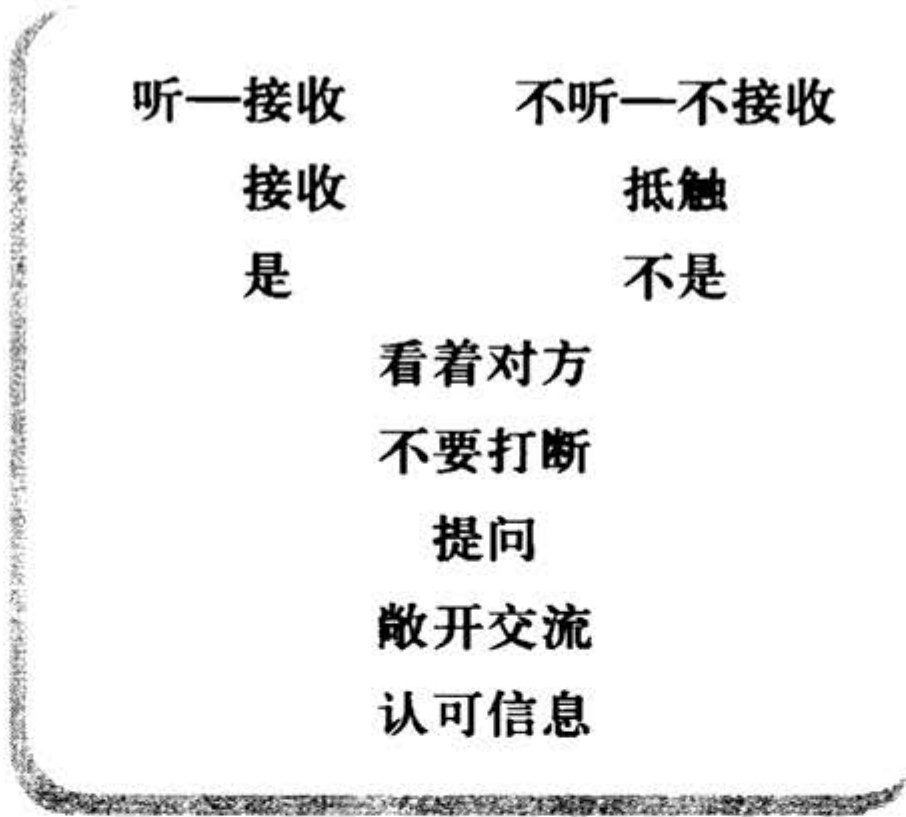 听—接收 不听—不接收
接收 抵触
是 不是
看着对方
不要打断
提问
敞开交流
认可信息